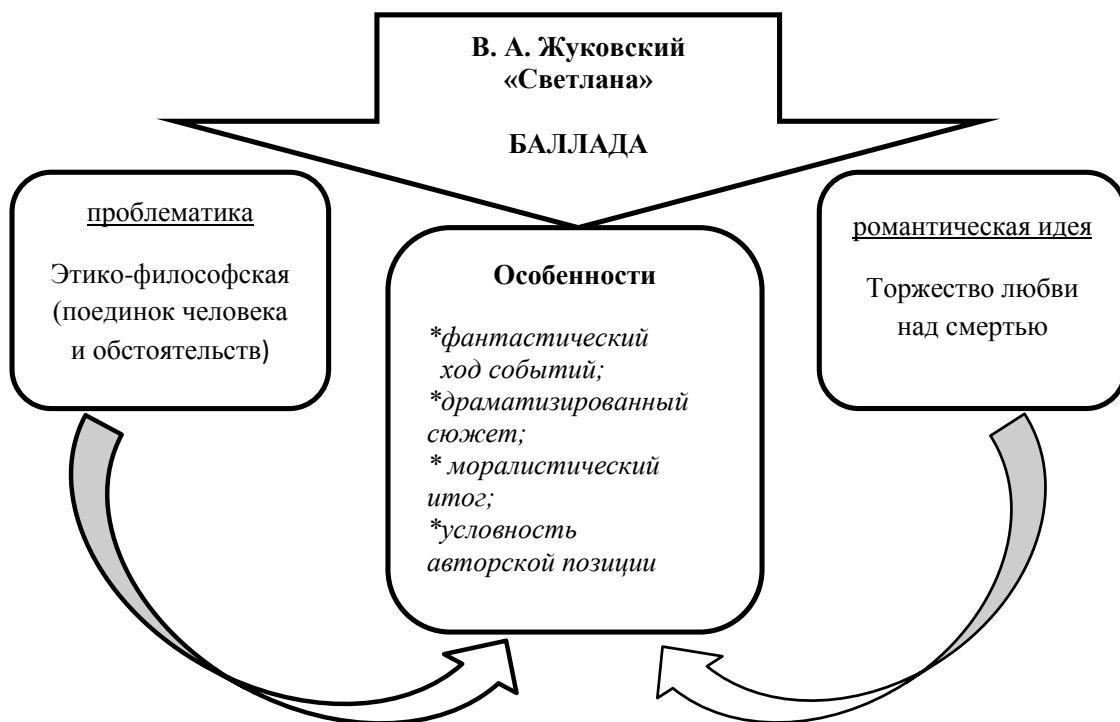 В. А. Жуковский
«Светлана»
БАЛЛАДА
проблематика
Этико-философская
(поединок человека
и обстоятельств)
Особенности
*фантастический
ход событий;
*драматизированный
сюжет;
* моралистический
итог;
*условность
авторской позиции
романтическая идея
Торжество любви
над смертью